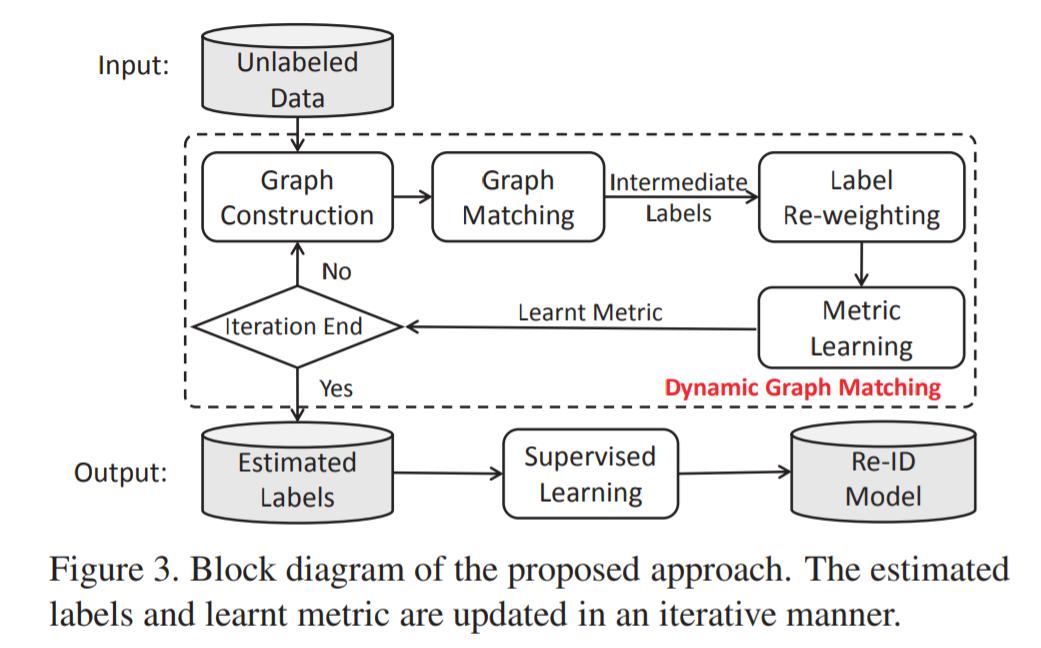 Input:
Unlabeled
Data
Graph
Construction
Graph
Matching
Intermediate
Labels
Label
Re-weighting
No
Iteration End
Learnt Metric
Metric
Learning
Yes
Dynamic Graph Matching
Output:
Estimated
Labels
Supervised
Learning
Re-ID
Model
Figure 3. Block diagram of the proposed approach. The estimated
labels and learnt metric are updated in an iterative manner.